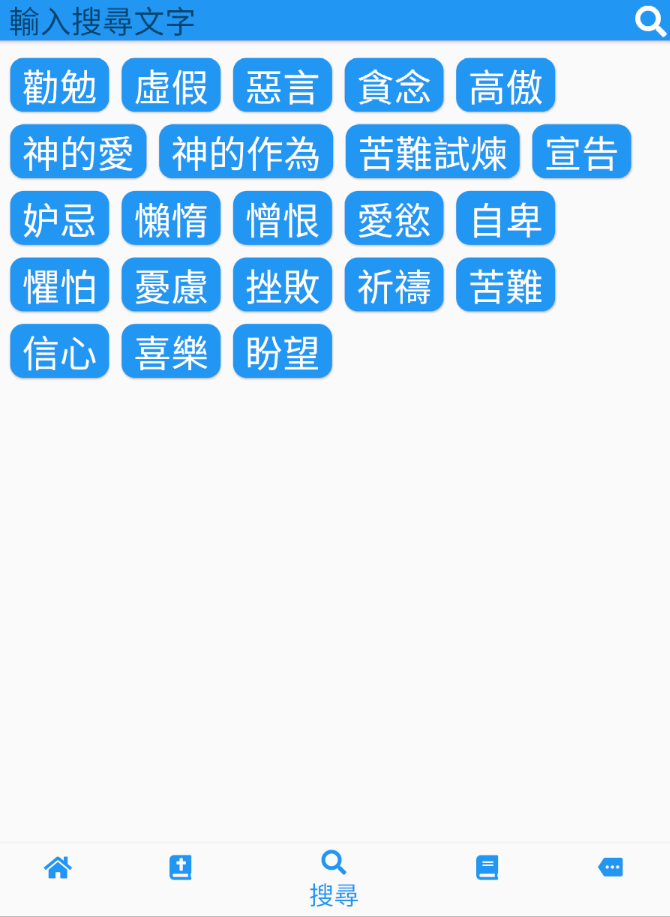 輸入搜尋文字
勸勉 虛假 惡言 貪念 高傲
神的愛 神的作為 苦難試煉 宣告
妒忌 懶惰 憎恨 愛慾 自卑
懼怕 憂慮 挫敗 祈禱 苦難
信心 喜樂 盼望
搜尋